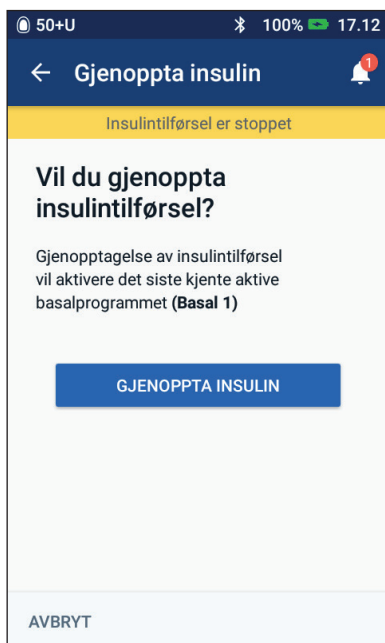 50+U 100% 17.12
Gjenoppta insulin 1
Insulintilførsel er stoppet
Vil du gjenoppta
insulintilførsel?
Gjenopptagelse av insulintilførsel
vil aktivere det siste kjente aktive
basalprogrammet (Basal 1)
GJENOPPTA INSULIN
AVBRYT